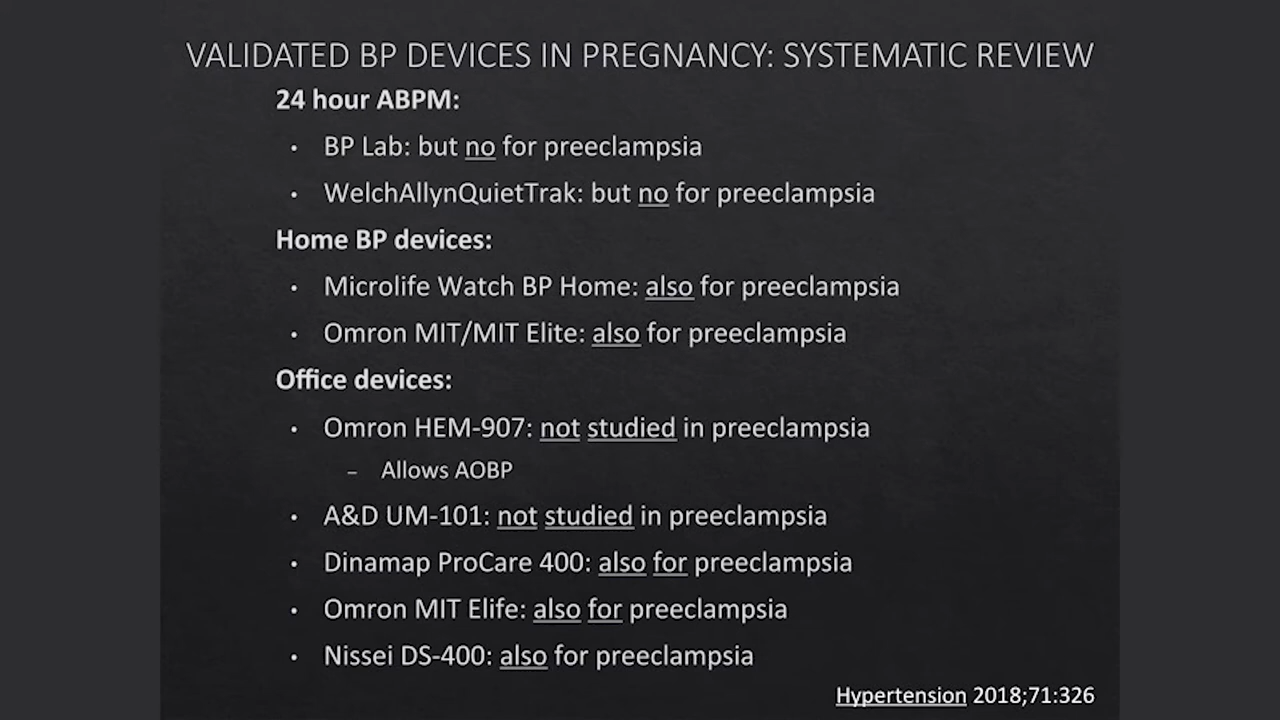 VALIDATED BP DEVICES IN PREGNANCY: SYSTEMATIC REVIEW
24 hour ABPM:
• BP Lab: but no for preeclampsia
• WelchAllynQuietTrak: but no for preeclampsia
Home BP devices:
• Microlife Watch BP Home: also for preeclampsia
• Omron MIT/MIT Elite: also for preeclampsia
Office devices:
• Omron HEM-907: not studied in preeclampsia
– Allows AOBP
• A&D UM-101: not studied in preeclampsia
• Dinamap ProCare 400: also for preeclampsia
• Omron MIT Elife: also for preeclampsia
• Nissei DS-400: also for preeclampsia
Hypertension 2018;71:326